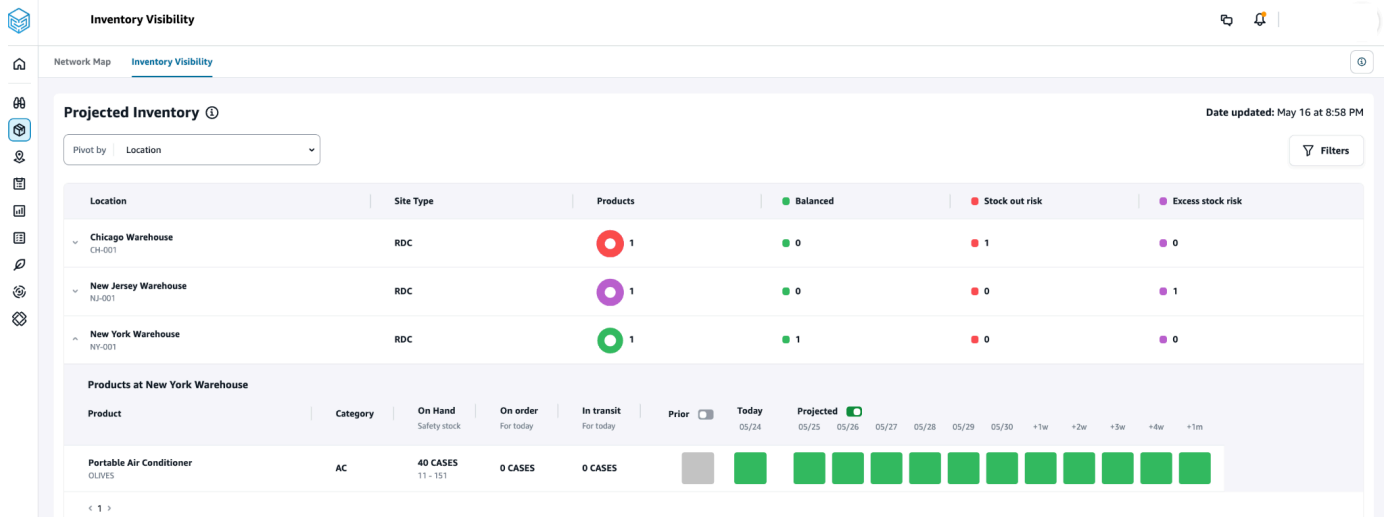 Inventory Visibility
Network Map Inventory Visibility
Projected Inventory
Date updated: May 16 at 8:58 PM
Pivot by Location
Filters
Location Site Type Products Balanced Stock out risk Excess stock risk
Chicago Warehouse RDC 1 0 1 0
CH-001
New Jersey Warehouse RDC 1 0 0 1
NJ-001
New York Warehouse RDC 1 1 0 0
NY-001
Products at New York Warehouse
Product Category On Hand On order In transit Prior Today Projected
Safety stock For today For today 05/24 05/25 05/26 05/27 05/28 05/29 05/30 +1w +2w +3w +4w +1m
Portable Air Conditioner AC 40 CASES 0 CASES 0 CASES
OLIVES 11 - 151
< 1 >